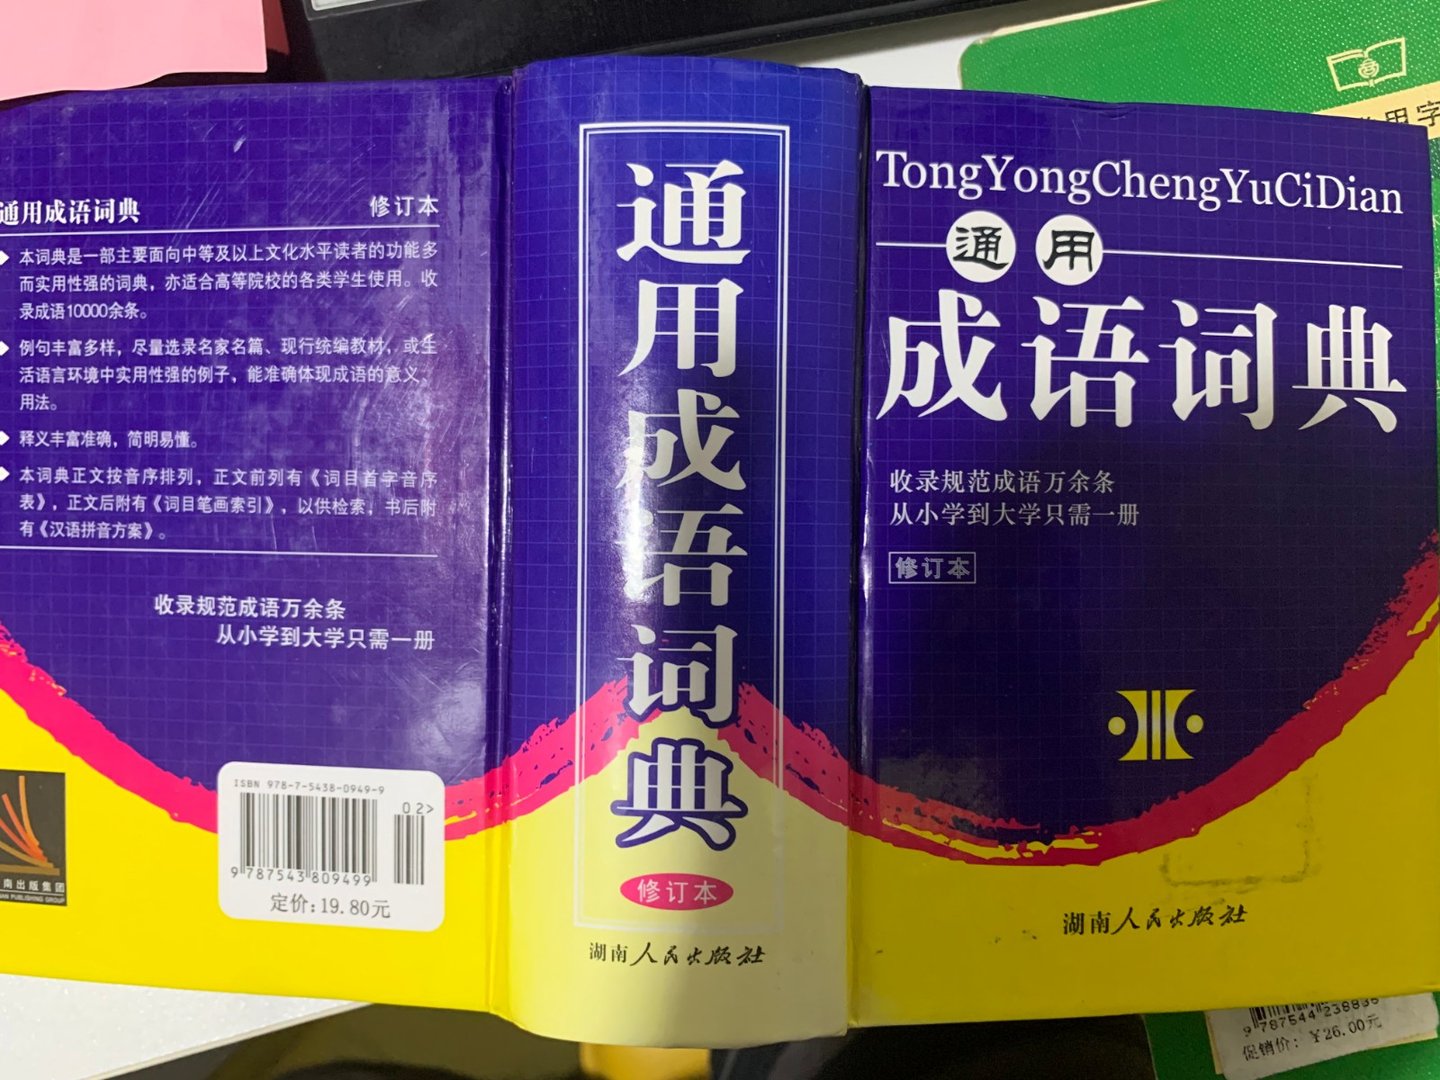 通用成语词典 修订本
本词典是一部主要面向中等及以上文化水平读者的功能多
而实用性强的词典，亦适合高等院校的各类学生使用。收
录成语10000余条。
例句丰富多样，尽量选录名家名篇、现行统编教材，或生
活语言环境中实用性强的例子，能准确体现成语的意义、
用法。
释义丰富准确，简明易懂。
本词典正文按音序排列，正文前列有《词目首字音序
表》，正文后附有《词目笔画索引》，以供检索，书后附
有《汉语拼音方案》。
收录规范成语万余条
从小学到大学只需一册
ISBN 978-7-5438-0949-9
02>
9 787543 809499
定价：19.80元
南出版集团
PUBLISHING GROUP
通用成语词典
修订本
湖南人民出版社
TongYongChengYuCiDian
通用
成语词典
收录规范成语万余条
从小学到大学只需一册
修订本
湖南人民出版社
用字
9 787544 238836
促销价：￥26.00元